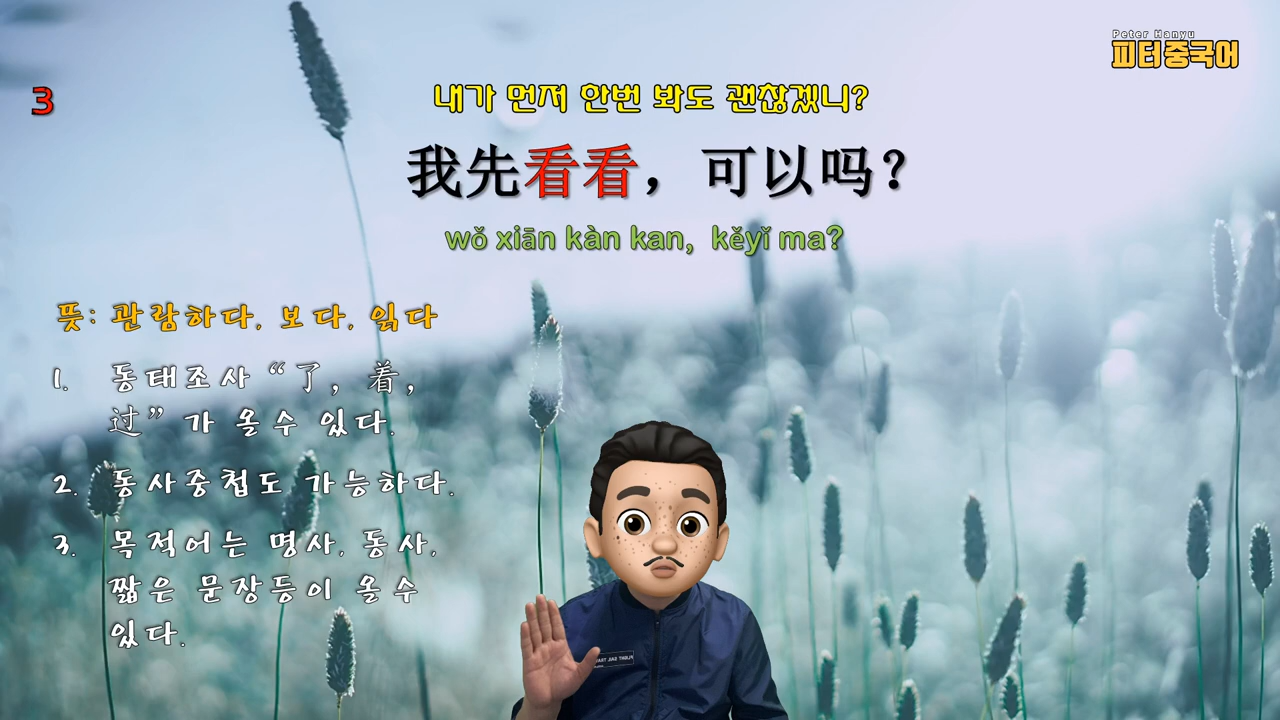 Peter Hanyu
피터중국어
3
내가 먼저 한번 봐도 괜찮겠니?
我先看看，可以吗？
wǒ xiān kàn kan, kěyǐ ma?
뜻: 관람하다, 보다, 읽다
1. 동태조사 “了, 着,
过” 가 올수 있다.
2. 동사중첩도 가능하다.
3. 목적어는 명사, 동사,
짧은 문장등이 올수
있다.